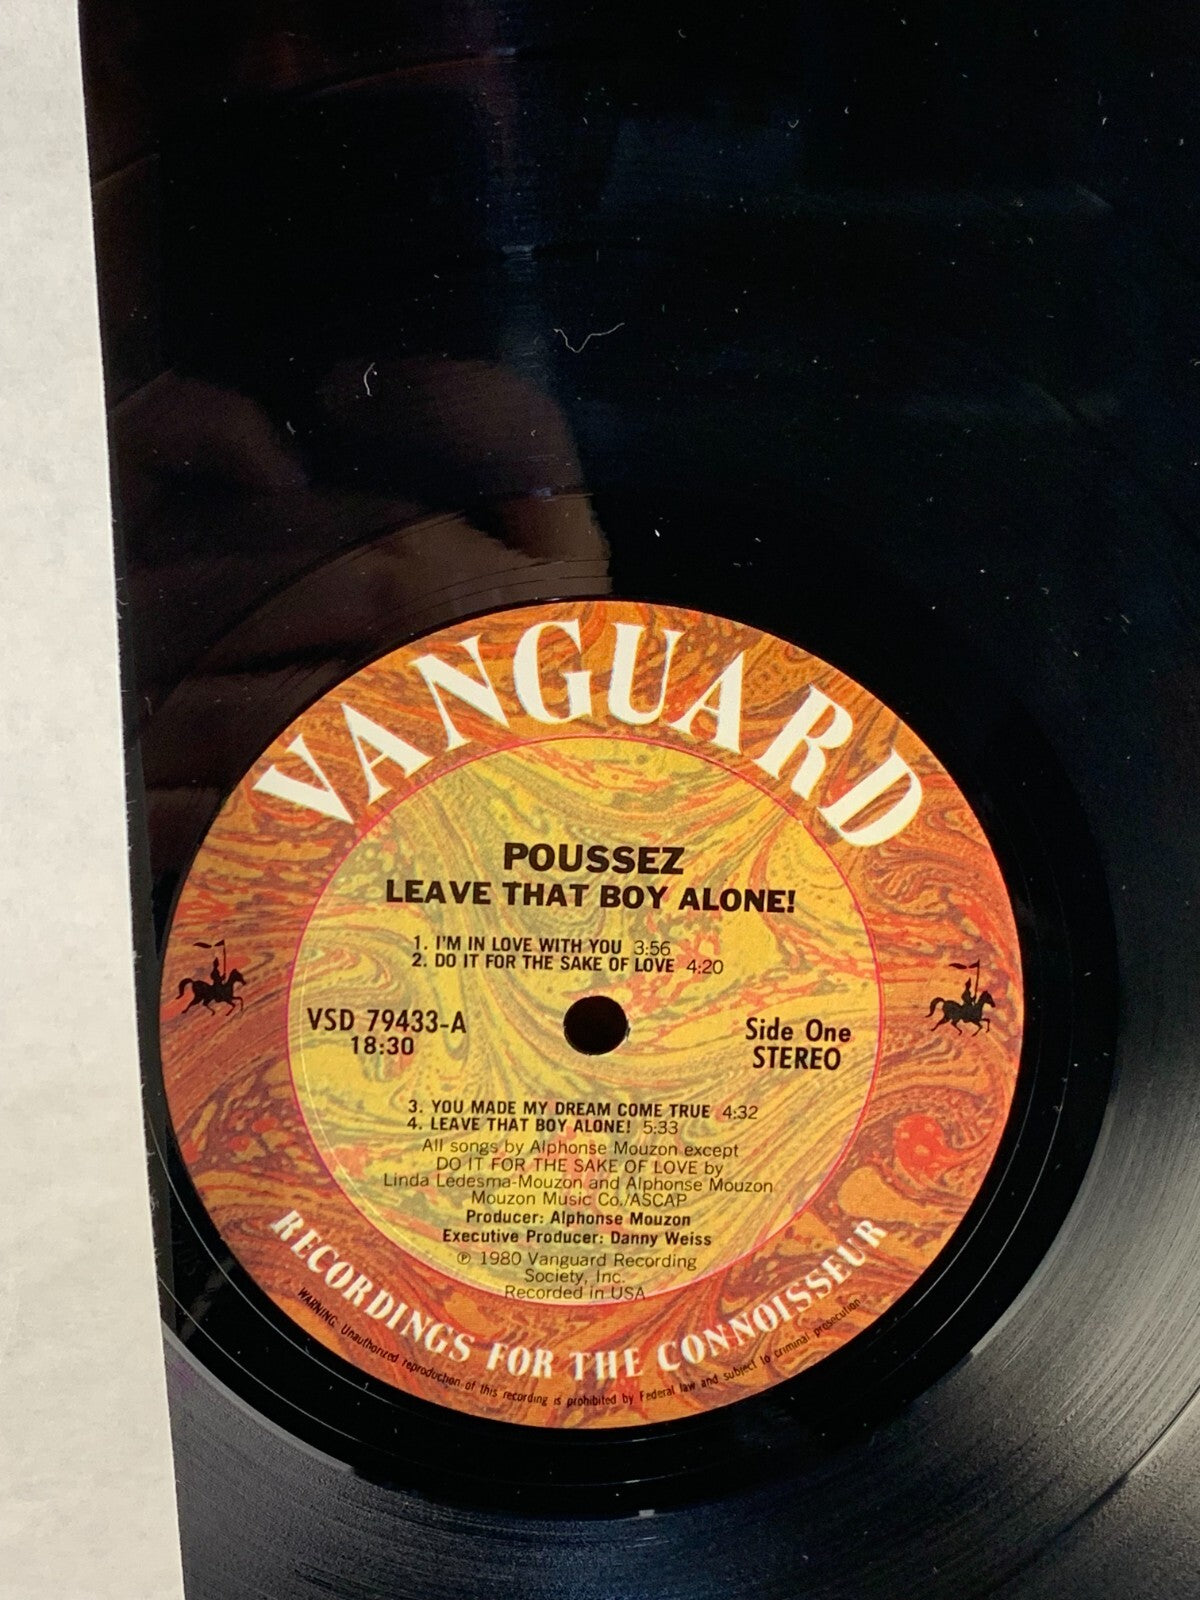 VANGUARD
POUSSEZ
LEAVE THAT BOY ALONE!
1. I'M IN LOVE WITH YOU 3:56
2. DO IT FOR THE SAKE OF LOVE 4:20
VSD 79433-A
18:30
Side One
STEREO
3. YOU MADE MY DREAM COME TRUE 4:32
4. LEAVE THAT BOY ALONE! 5:33
All songs by Alphonse Mouzon except
DO IT FOR THE SAKE OF LOVE by
Linda Ledesma-Mouzon and Alphonse Mouzon
Mouzon Music Co./ASCAP
Producer: Alphonse Mouzon
Executive Producer: Danny Weiss
℗ 1980 Vanguard Recording
Society, Inc.
Recorded in USA
RECORDINGS FOR THE CONNOISSEUR
WARNING: Unauthorized reproduction of this recording is prohibited by Federal law and subject to criminal prosecution.